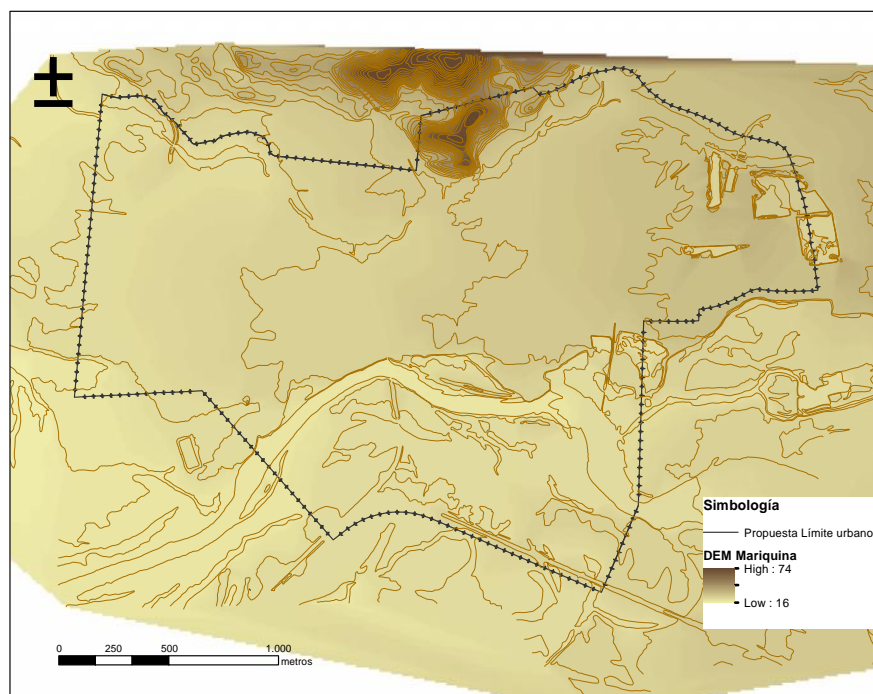 Simbología
Propuesta Límite urbano
DEM Mariquina
High : 74
Low : 16
0 250 500 1.000
metros